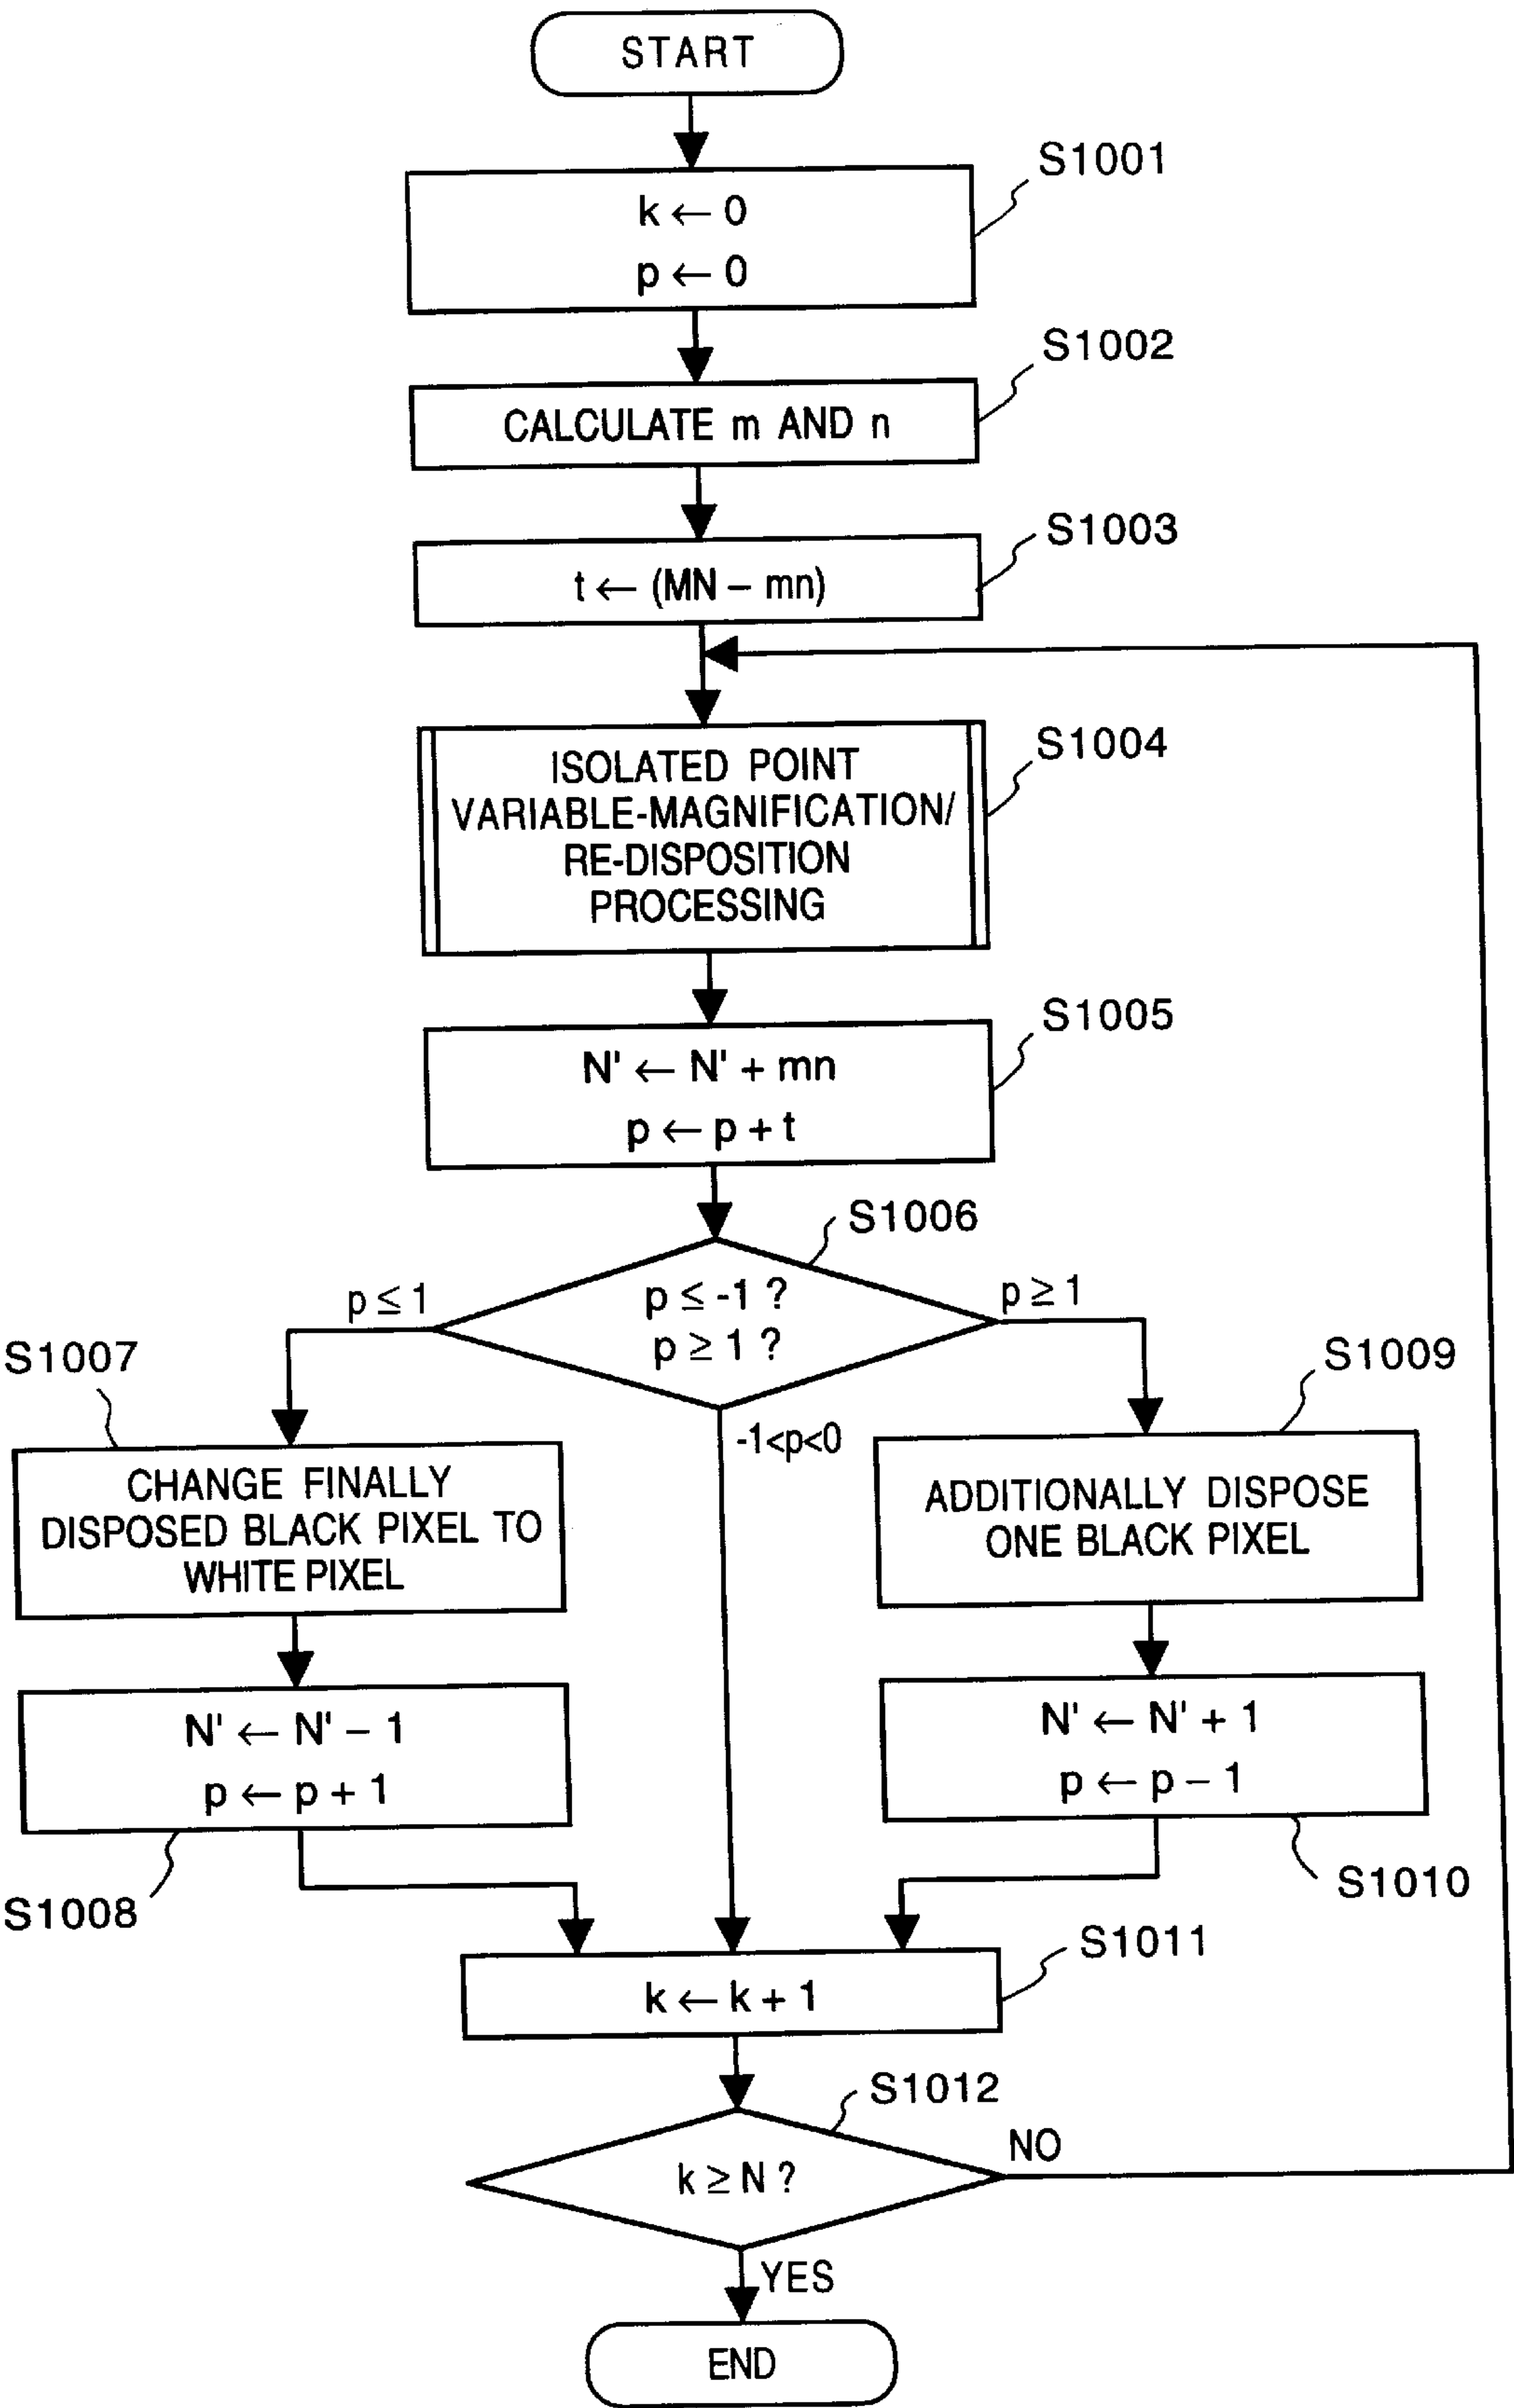 START
S1001
k ← 0
p ← 0
S1002
CALCULATE m AND n
S1003
t ← (MN − mn)
S1004
ISOLATED POINT
VARIABLE-MAGNIFICATION/
RE-DISPOSITION
PROCESSING
S1005
N' ← N' + mn
p ← p + t
S1006
p ≤ 1
p ≤ -1 ?
p ≥ 1 ?
p ≥ 1
-1<p<0
S1007
CHANGE FINALLY
DISPOSED BLACK PIXEL TO
WHITE PIXEL
S1009
ADDITIONALLY DISPOSE
ONE BLACK PIXEL
N' ← N' − 1
p ← p + 1
S1008
N' ← N' + 1
p ← p − 1
S1010
S1011
k ← k + 1
S1012
k ≥ N ?
NO
YES
END